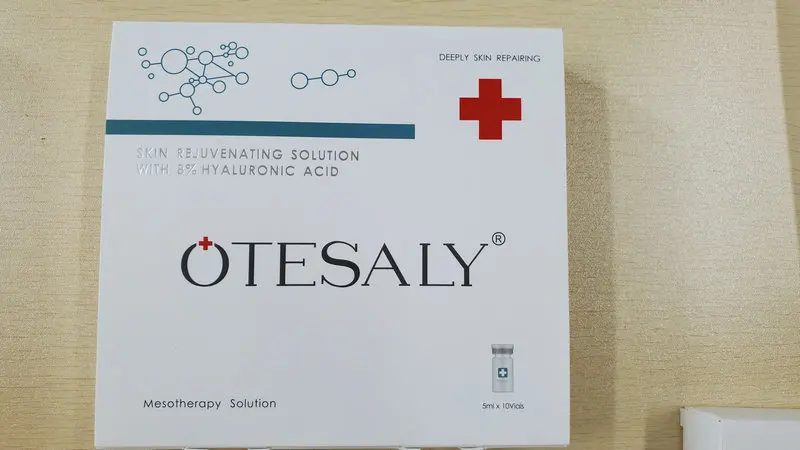 DEEPLY SKIN REPAIRING
SKIN REJUVENATING SOLUTION
WITH 8% HYALURONIC ACID
OTESALY®
5ml x 10Vials
Mesotherapy Solution